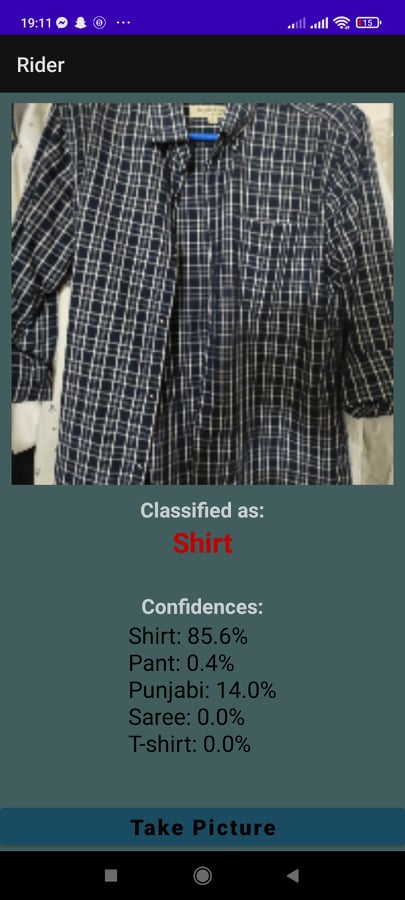 19:11
15
Rider
Classified as:
Shirt
Confidences:
Shirt: 85.6%
Pant: 0.4%
Punjabi: 14.0%
Saree: 0.0%
T-shirt: 0.0%
Take Picture